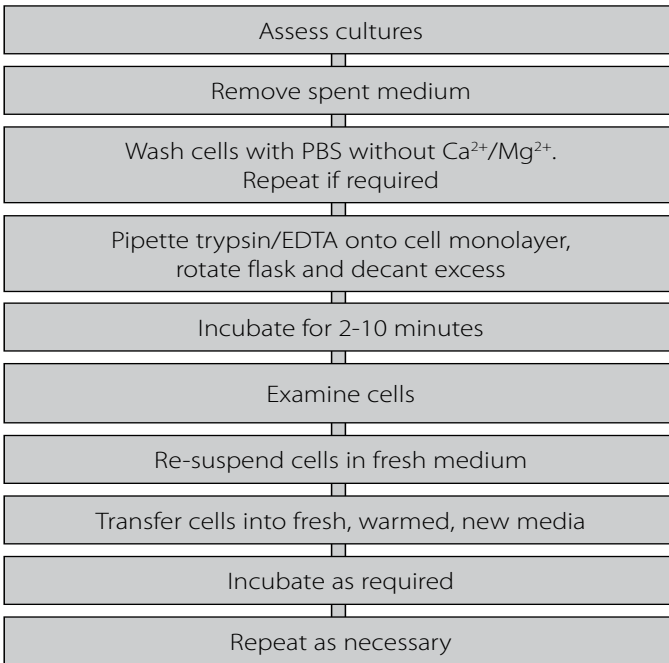 Assess cultures
Remove spent medium
Wash cells with PBS without Ca²⁺/Mg²⁺.
Repeat if required
Pipette trypsin/EDTA onto cell monolayer,
rotate flask and decant excess
Incubate for 2-10 minutes
Examine cells
Re-suspend cells in fresh medium
Transfer cells into fresh, warmed, new media
Incubate as required
Repeat as necessary